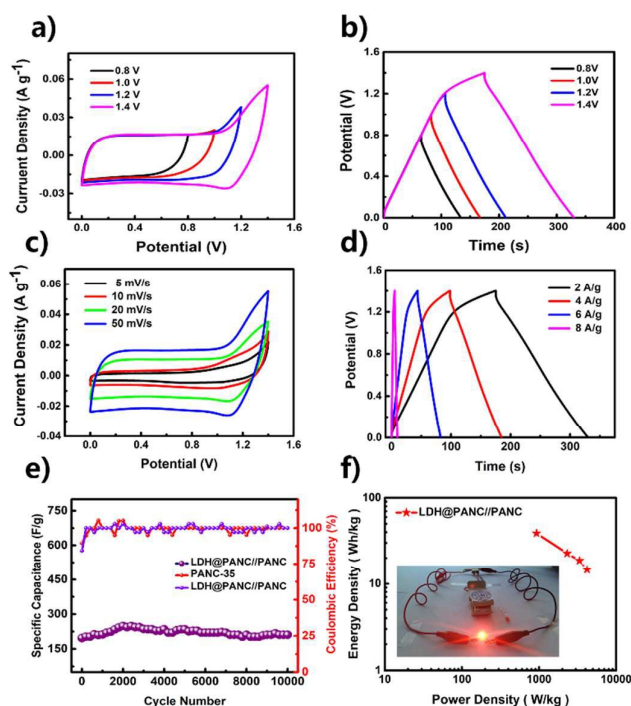 a)
0.06
0.03
0.00
-0.03
Curruent Density (A g-1)
0.8 V
1.0 V
1.2 V
1.4 V
0.0
0.4
0.8
1.2
1.6
Potential (V)
b)
1.6
1.2
0.8
0.4
0.0
Potential (V)
0.8V
1.0V
1.2V
1.4V
0
100
200
300
400
Time (s)
c)
0.06
0.04
0.02
0.00
-0.02
-0.04
Current Density (A g-1)
5 mV/s
10 mV/s
20 mV/s
50 mV/s
0.0
0.4
0.8
1.2
1.6
Potential (V)
d)
1.6
1.2
0.8
0.4
0.0
Potential (V)
2 A/g
4 A/g
6 A/g
8 A/g
0
100
200
300
Time (s)
e)
750
600
450
300
150
Specific Capacitance (F/g)
LDH@PANC//PANC
PANC-35
LDH@PANC//PANC
125
100
75
50
25
0
Coulombic Efficiency (%)
0
2000
4000
6000
8000
10000
Cycle Number
f)
100
10
1
Energy Density ( Wh/kg)
LDH@PANC//PANC
1
10
100
1000
10000
Power Density ( W/kg)